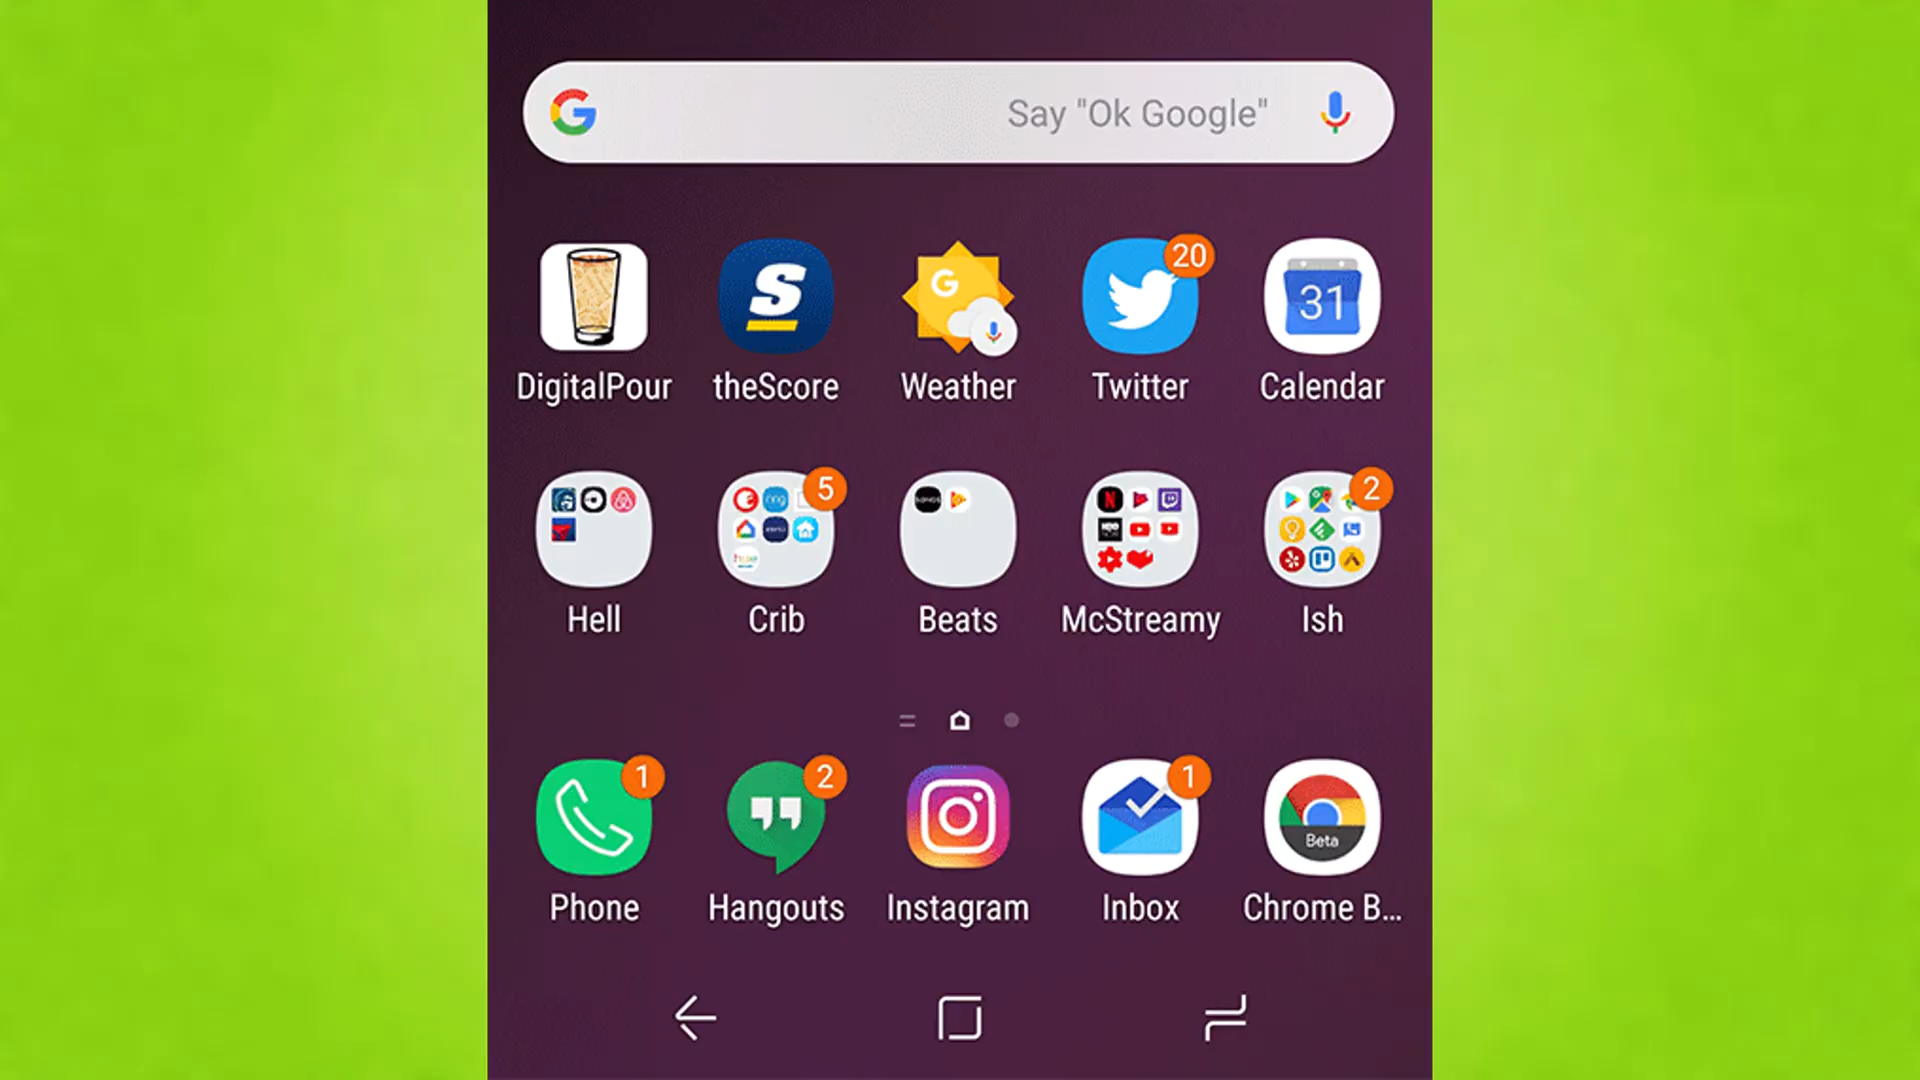 G Say "Ok Google"
G 20 31
DigitalPour theScore Weather Twitter Calendar
5 2
Hell Crib Beats McStreamy Ish
1 2 1 Beta
Phone Hangouts Instagram Inbox Chrome B...